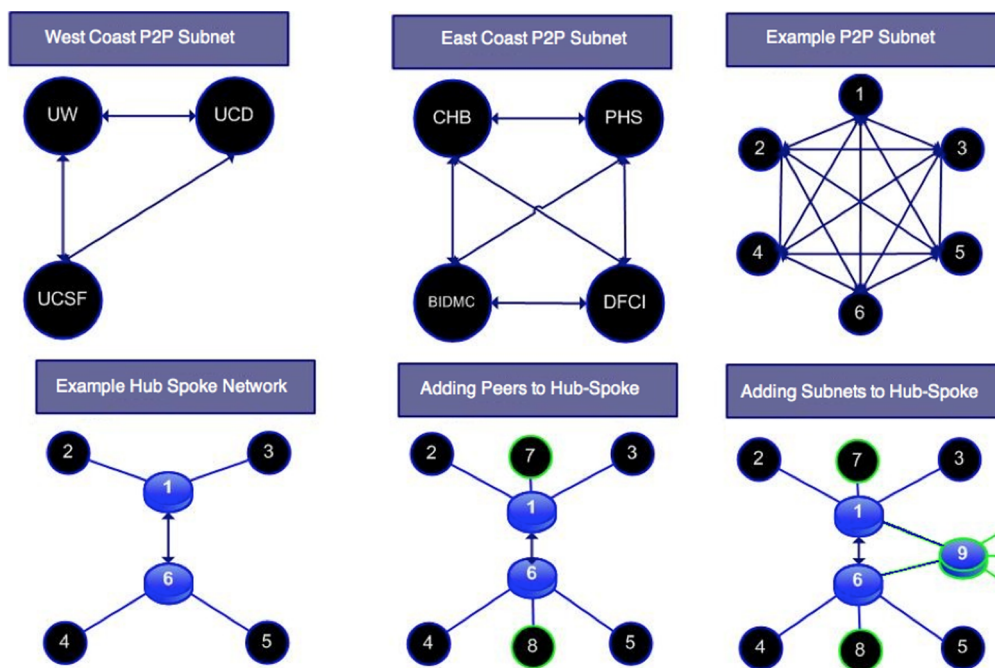 West Coast P2P Subnet
East Coast P2P Subnet
Example P2P Subnet
UW
UCD
UCSF
CHB
PHS
BIDMC
DFCI
1
2
3
4
5
6
Example Hub Spoke Network
Adding Peers to Hub-Spoke
Adding Subnets to Hub-Spoke
2
3
1
6
4
5
2
7
3
1
6
4
8
5
2
7
3
1
9
6
4
8
5